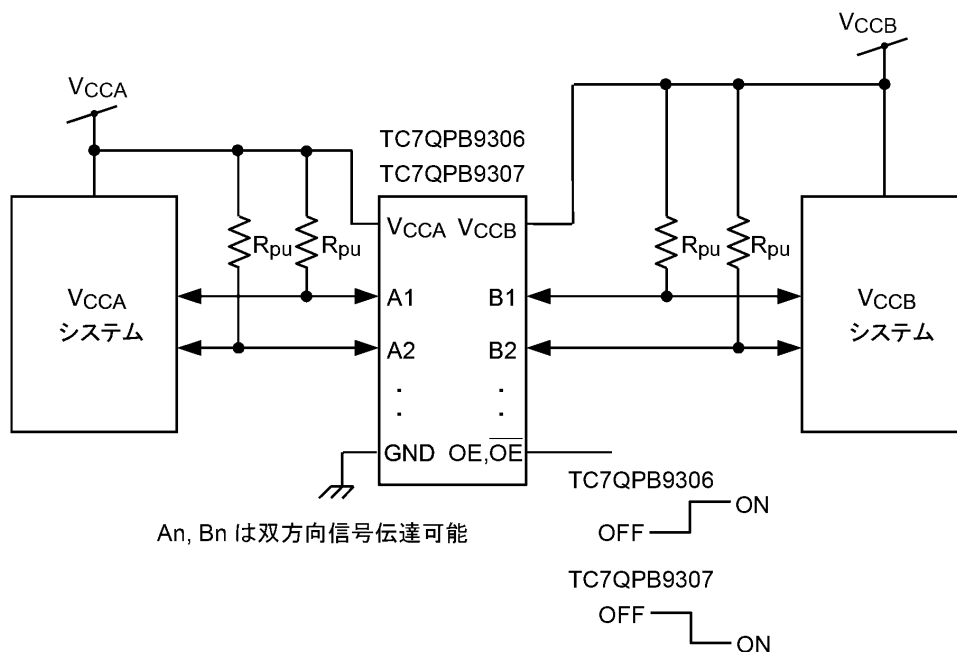 VCCB
VCCA
TC7QPB9306
TC7QPB9307
VCCA VCCB
Rpu Rpu Rpu Rpu
VCCA
システム
A1 B1
VCCB
システム
A2 B2
: :
GND OE,O̅E̅
TC7QPB9306
ON
OFF
An, Bn は双方向信号伝達可能
TC7QPB9307
OFF
ON